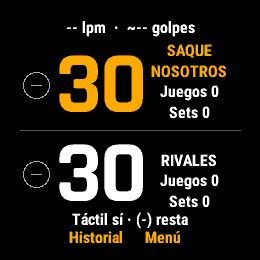 -- lpm · ~-- golpes
SAQUE
30 NOSOTROS
Juegos 0
Sets 0
30 RIVALES
Juegos 0
Sets 0
Táctil sí · (-) resta
Historial Menú